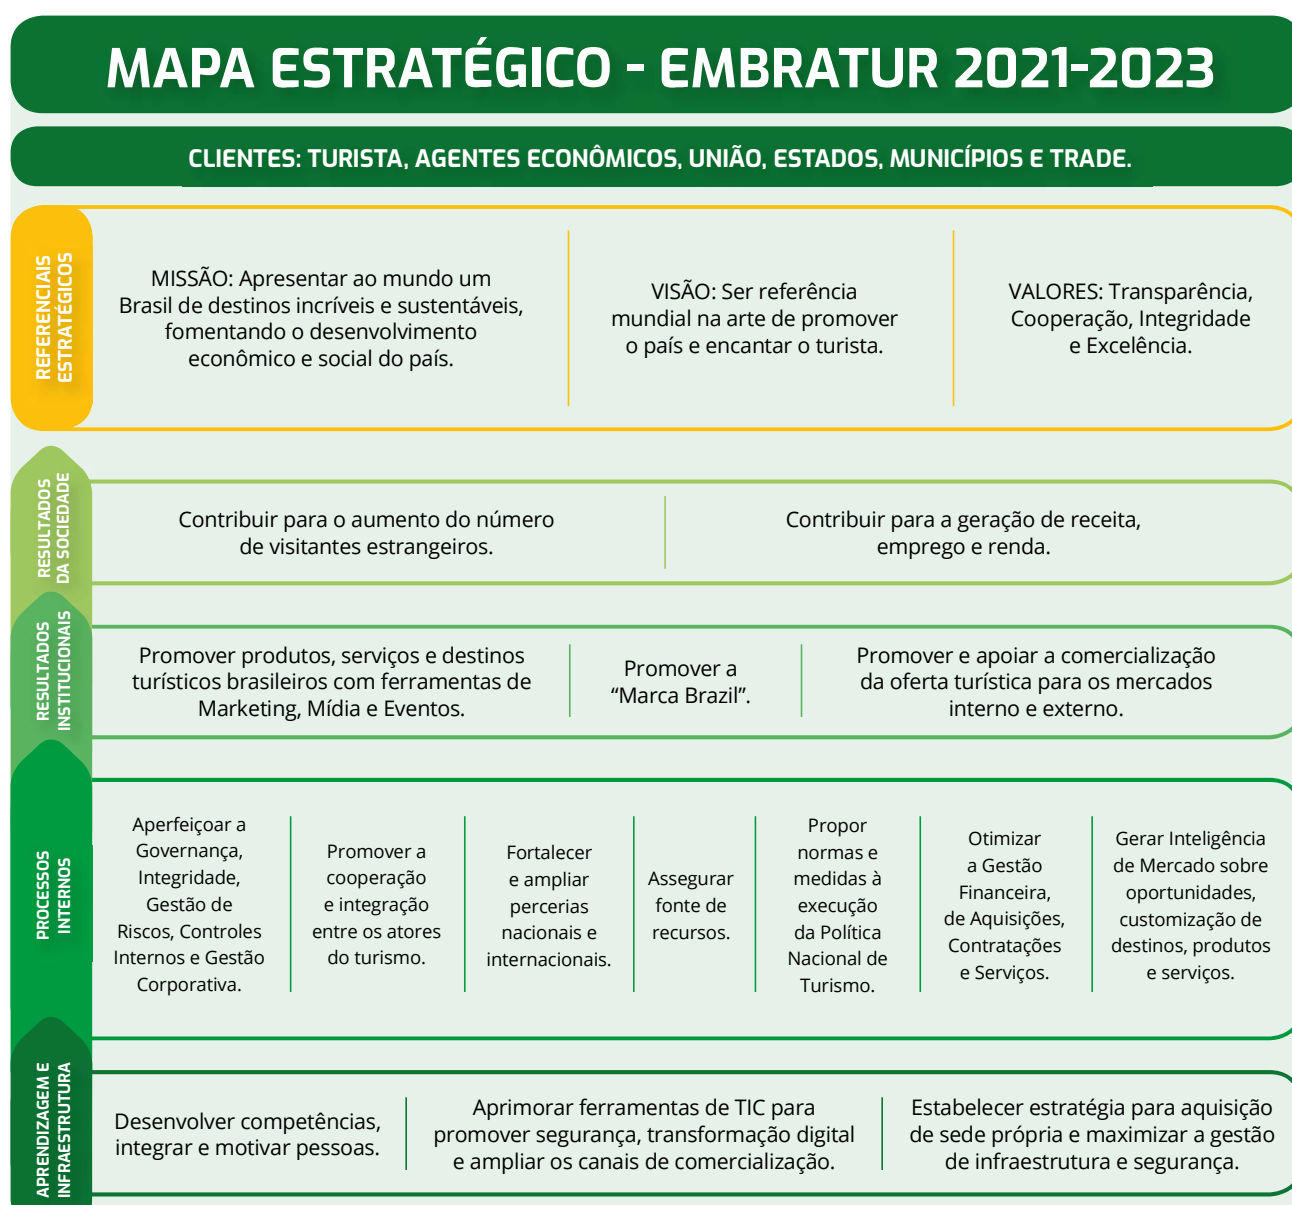 MAPA ESTRATÉGICO - EMBRATUR 2021-2023
CLIENTES: TURISTA, AGENTES ECONÔMICOS, UNIÃO, ESTADOS, MUNICÍPIOS E TRADE.
REFERENCIAIS
ESTRATÉGICOS
MISSÃO: Apresentar ao mundo um
Brasil de destinos incríveis e sustentáveis,
fomentando o desenvolvimento
econômico e social do país.
VISÃO: Ser referência
mundial na arte de promover
o país e encantar o turista.
VALORES: Transparência,
Cooperação, Integridade
e Excelência.
RESULTADOS
DA SOCIEDADE
Contribuir para o aumento do número
de visitantes estrangeiros.
Contribuir para a geração de receita,
emprego e renda.
RESULTADOS
INSTITUCIONAIS
Promover produtos, serviços e destinos
turísticos brasileiros com ferramentas de
Marketing, Mídia e Eventos.
Promover a
“Marca Brazil”.
Promover e apoiar a comercialização
da oferta turística para os mercados
interno e externo.
PROCESSOS
INTERNOS
Aperfeiçoar a
Governança,
Integridade,
Gestão de
Riscos, Controles
Internos e Gestão
Corporativa.
Promover a
cooperação
e integração
entre os atores
do turismo.
Fortalecer
e ampliar
percerias
nacionais e
internacionais.
Assegurar
fonte de
recursos.
Propor
normas e
medidas à
execução
da Política
Nacional de
Turismo.
Otimizar
a Gestão
Financeira,
de Aquisições,
Contratações
e Serviços.
Gerar Inteligência
de Mercado sobre
oportunidades,
customização de
destinos, produtos
e serviços.
APRENDIZAGEM E
INFRAESTRUTURA
Desenvolver competências,
integrar e motivar pessoas.
Aprimorar ferramentas de TIC para
promover segurança, transformação digital
e ampliar os canais de comercialização.
Estabelecer estratégia para aquisição
de sede própria e maximizar a gestão
de infraestrutura e segurança.